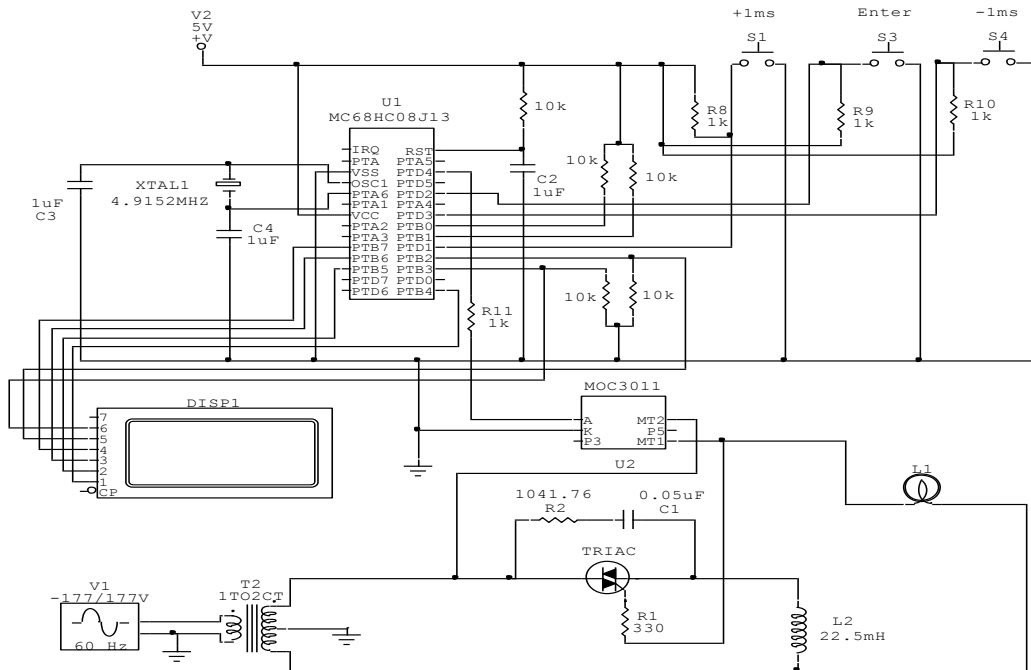 V2
5V
+V
+1ms
S1
Enter
S3
-1ms
S4
10k
R8
1k
R9
1k
R10
1k
U1
MC68HC08J13
IRQ
PTA
VSS
OSC1
PTA6
PTA1
VCC
PTA2
PTA3
PTB7
PTB6
PTB5
PTD7
PTD6
RST
PTA5
PTD4
PTD5
PTD2
PTA4
PTD3
PTB0
PTB1
PTD1
PTB2
PTB3
PTD0
PTB4
1uF
C3
XTAL1
4.9152MHZ
C4
1uF
C2
1uF
10k
10k
10k
10k
R11
1k
DISP1
7
6
5
4
3
2
1
CP
MOC3011
A
K
P3
MT2
P5
MT1
U2
L1
1041.76
R2
0.05uF
C1
TRIAC
R1
330
L2
22.5mH
V1
-177/177V
60 Hz
T2
1TO2CT